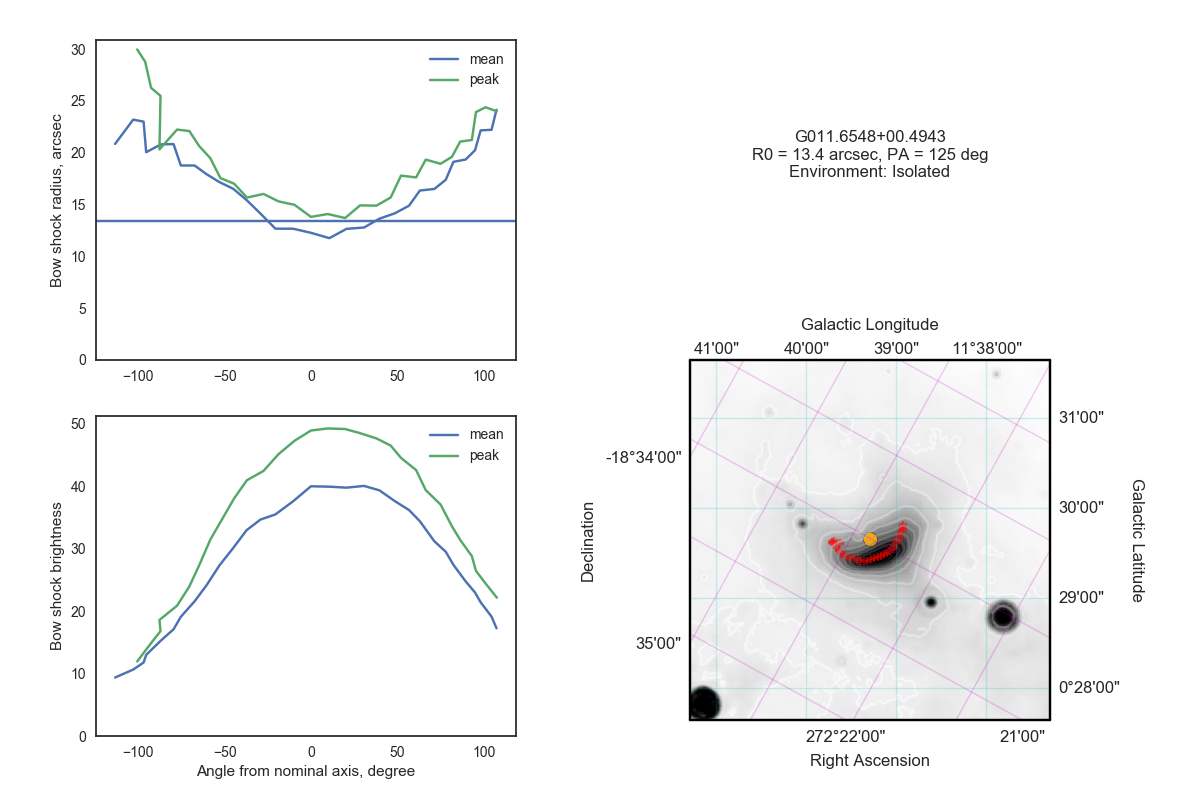 30
25
20
15
10
5
0
Bow shock radius, arcsec
mean
peak
−100
−50
0
50
100
50
40
30
20
10
0
Bow shock brightness
mean
peak
−100
−50
0
50
100
Angle from nominal axis, degree
G011.6548+00.4943
R0 = 13.4 arcsec, PA = 125 deg
Environment: Isolated
Galactic Longitude
41'00" 40'00" 39'00" 11°38'00"
31'00"
30'00"
29'00"
0°28'00"
Galactic Latitude
-18°34'00"
35'00"
Declination
272°22'00" 21'00"
Right Ascension